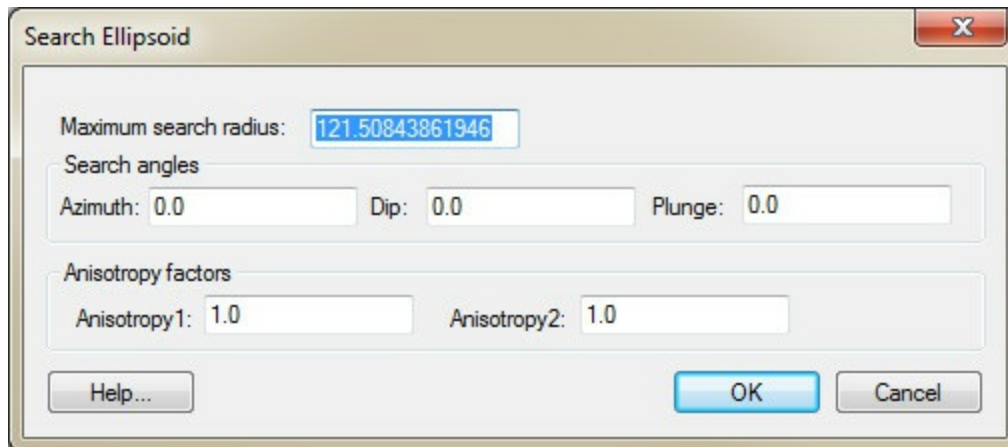 Search Ellipsoid
Maximum search radius: 121.50843861946
Search angles
Azimuth: 0.0 Dip: 0.0 Plunge: 0.0
Anisotropy factors
Anisotropy1: 1.0 Anisotropy2: 1.0
Help... OK Cancel